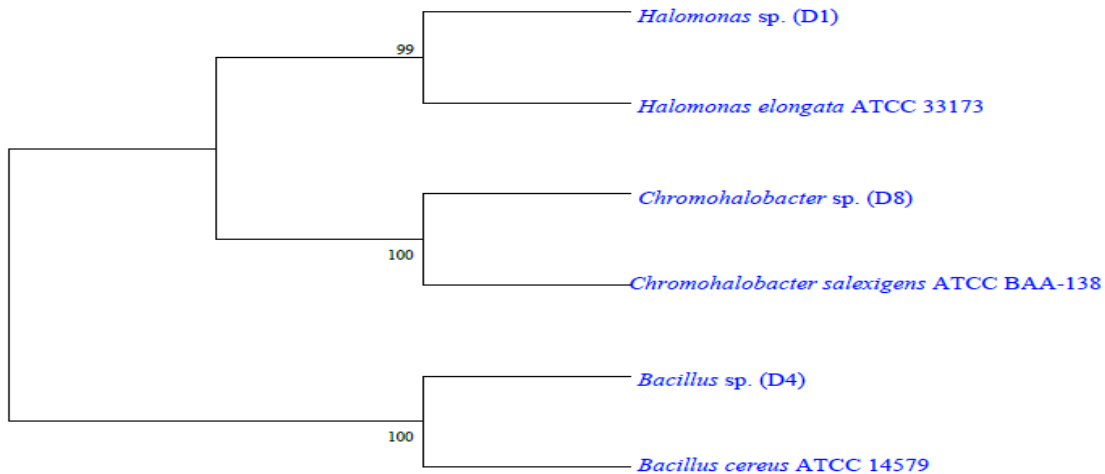 Halomonas sp. (D1)
99
Halomonas elongata ATCC 33173
Chromohalobacter sp. (D8)
100
Chromohalobacter salexigens ATCC BAA-138
Bacillus sp. (D4)
100
Bacillus cereus ATCC 14579